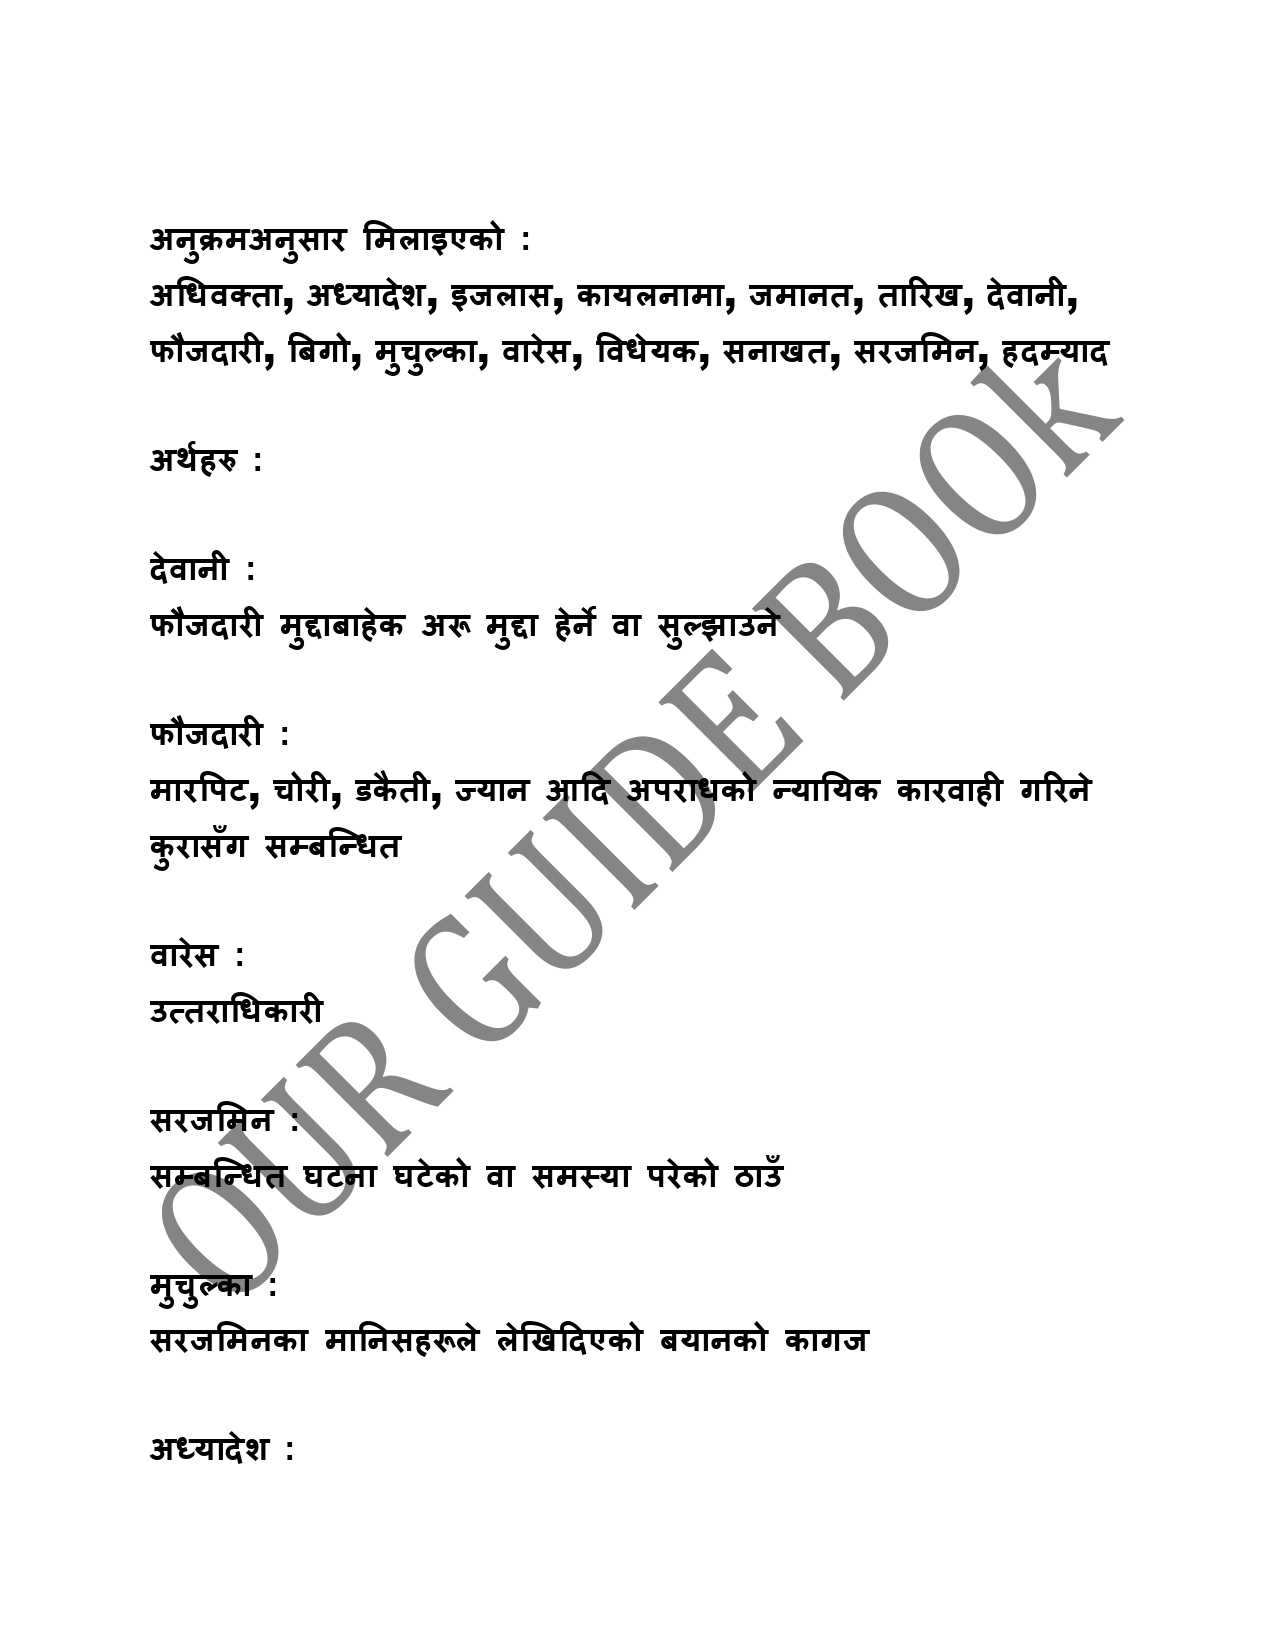 अनुक्रमअनुसार मिलाइएको :
अधिवक्ता, अध्यादेश, इजलास, कायलनामा, जमानत, तारिख, देवानी,
फौजदारी, बिगो, मुचुल्का, वारेस, विधेयक, सनाखत, सरजमिन, हदम्याद
अर्थहरु :
देवानी :
फौजदारी मुद्दाबाहेक अरू मुद्दा हेर्ने वा सुल्झाउने
फौजदारी :
मारपिट, चोरी, डकैती, ज्यान आदि अपराधको न्यायिक कारवाही गरिने
कुरासँग सम्बन्धित
वारेस :
उत्तराधिकारी
सरजमिन :
सम्बन्धित घटना घटेको वा समस्या परेको ठाउँ
मुचुल्का :
सरजमिनका मानिसहरूले लेखिदिएको बयानको कागज
अध्यादेश :
OUR GUIDE BOOk